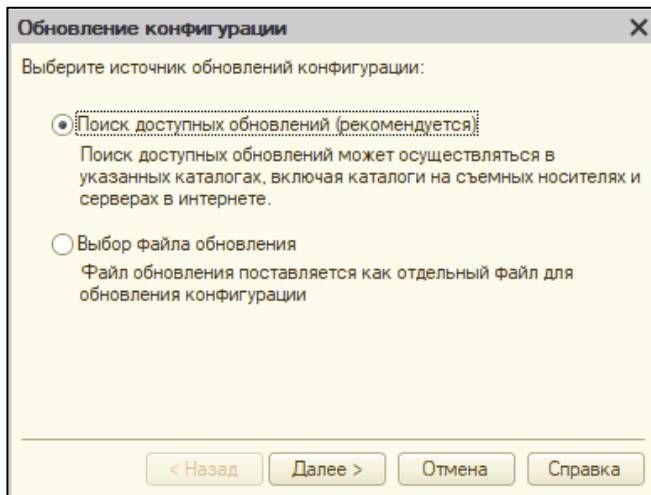 Обновление конфигурации
Выберите источник обновлений конфигурации:
Поиск доступных обновлений (рекомендуется)
Поиск доступных обновлений может осуществляться в
указанных каталогах, включая каталоги на съемных носителях и
серверах в интернете.
Выбор файла обновления
Файл обновления поставляется как отдельный файл для
обновления конфигурации
< Назад Далее > Отмена Справка